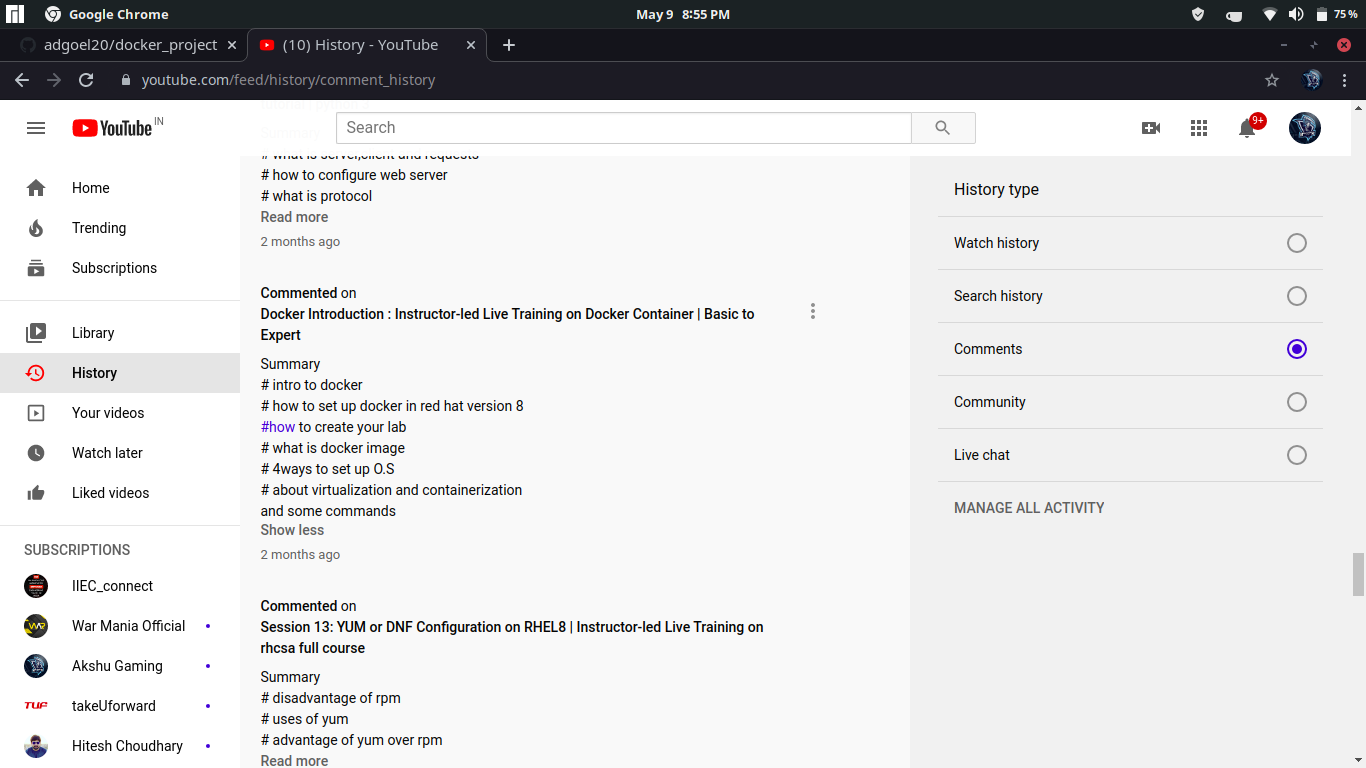 Google Chrome
May 9 8:55 PM
75 %
adgoel20/docker_project
(10) History - YouTube
youtube.com/feed/history/comment_history
YouTube IN
Search
9+
Home
Trending
Subscriptions
Library
History
Your videos
Watch later
Liked videos
SUBSCRIPTIONS
IIEC_connect
War Mania Official
Akshu Gaming
TUF takeUforward
Hitesh Choudhary
# what is server,client and requests
# how to configure web server
# what is protocol
Read more
2 months ago
Commented on
Docker Introduction : Instructor-led Live Training on Docker Container | Basic to
Expert
Summary
# intro to docker
# how to set up docker in red hat version 8
#how to create your lab
# what is docker image
# 4ways to set up O.S
# about virtualization and containerization
and some commands
Show less
2 months ago
Commented on
Session 13: YUM or DNF Configuration on RHEL8 | Instructor-led Live Training on
rhcsa full course
Summary
# disadvantage of rpm
# uses of yum
# advantage of yum over rpm
Read more
History type
Watch history
Search history
Comments
Community
Live chat
MANAGE ALL ACTIVITY